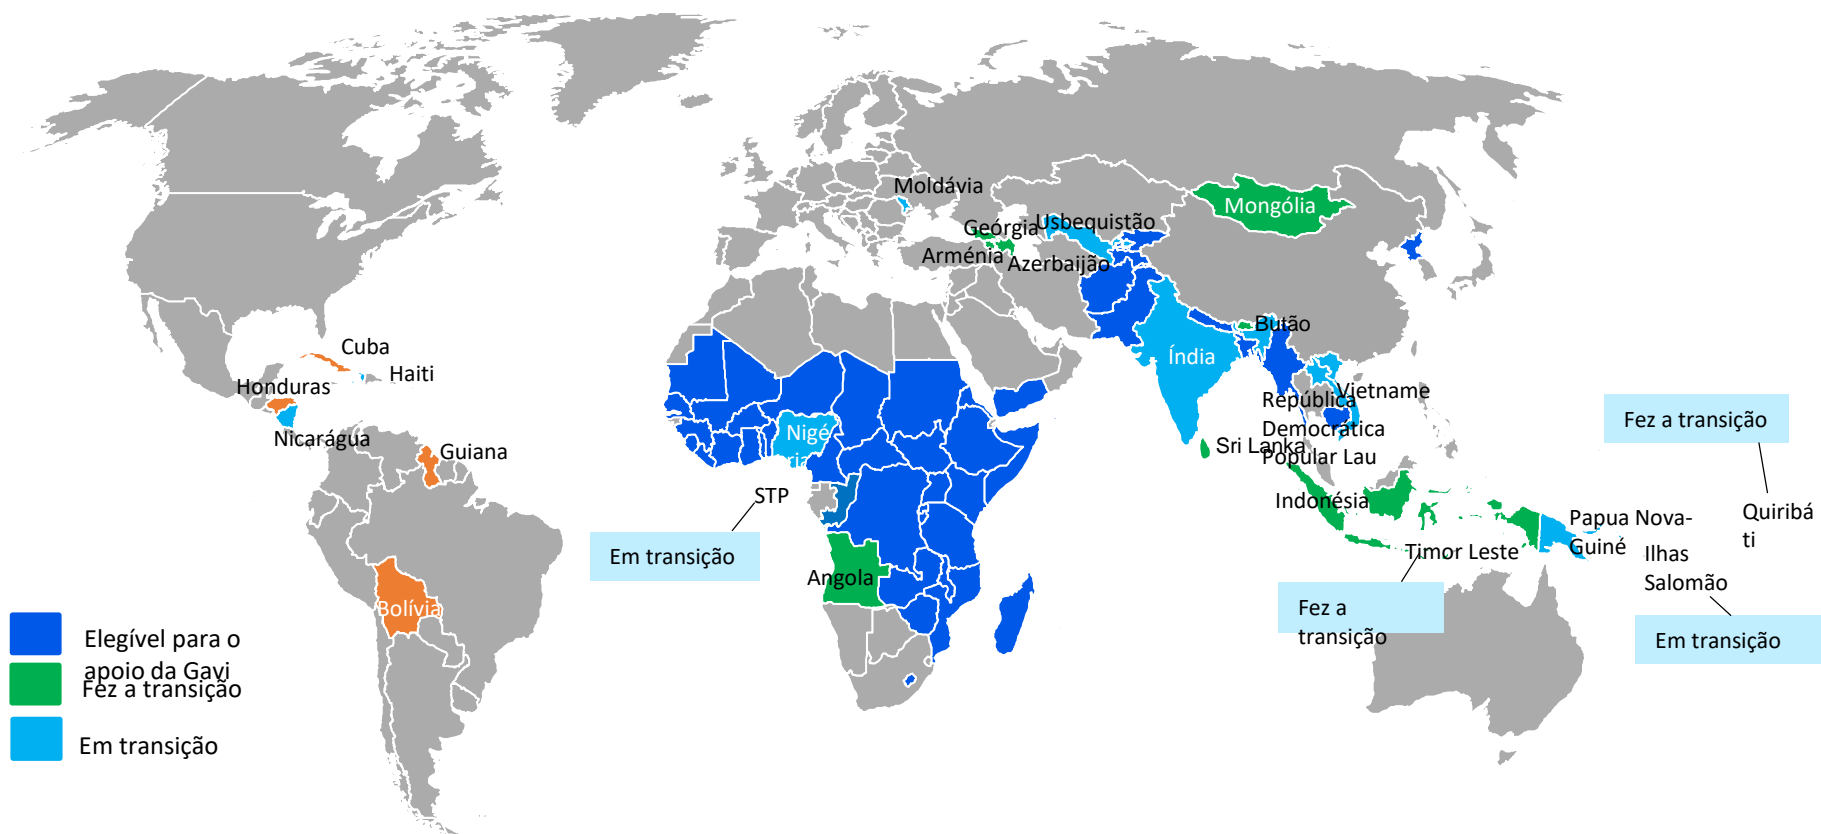 Moldávia
Mongólia
Geórgia
Usbequistão
Arménia
Azerbaijão
Cuba
Butão
Haiti
Índia
Honduras
Vietname
República
Democrática
Popular Lau
Fez a transição
Nicarágua
Guiana
Nigé
ria
Sri Lanka
STP
Indonésia
Quiribá
ti
Papua Nova-
Guiné
Em transição
Timor Leste
Ilhas
Salomão
Angola
Bolívia
Fez a
transição
Em transição
Elegível para o
apoio da Gavi
Fez a transição
Em transição